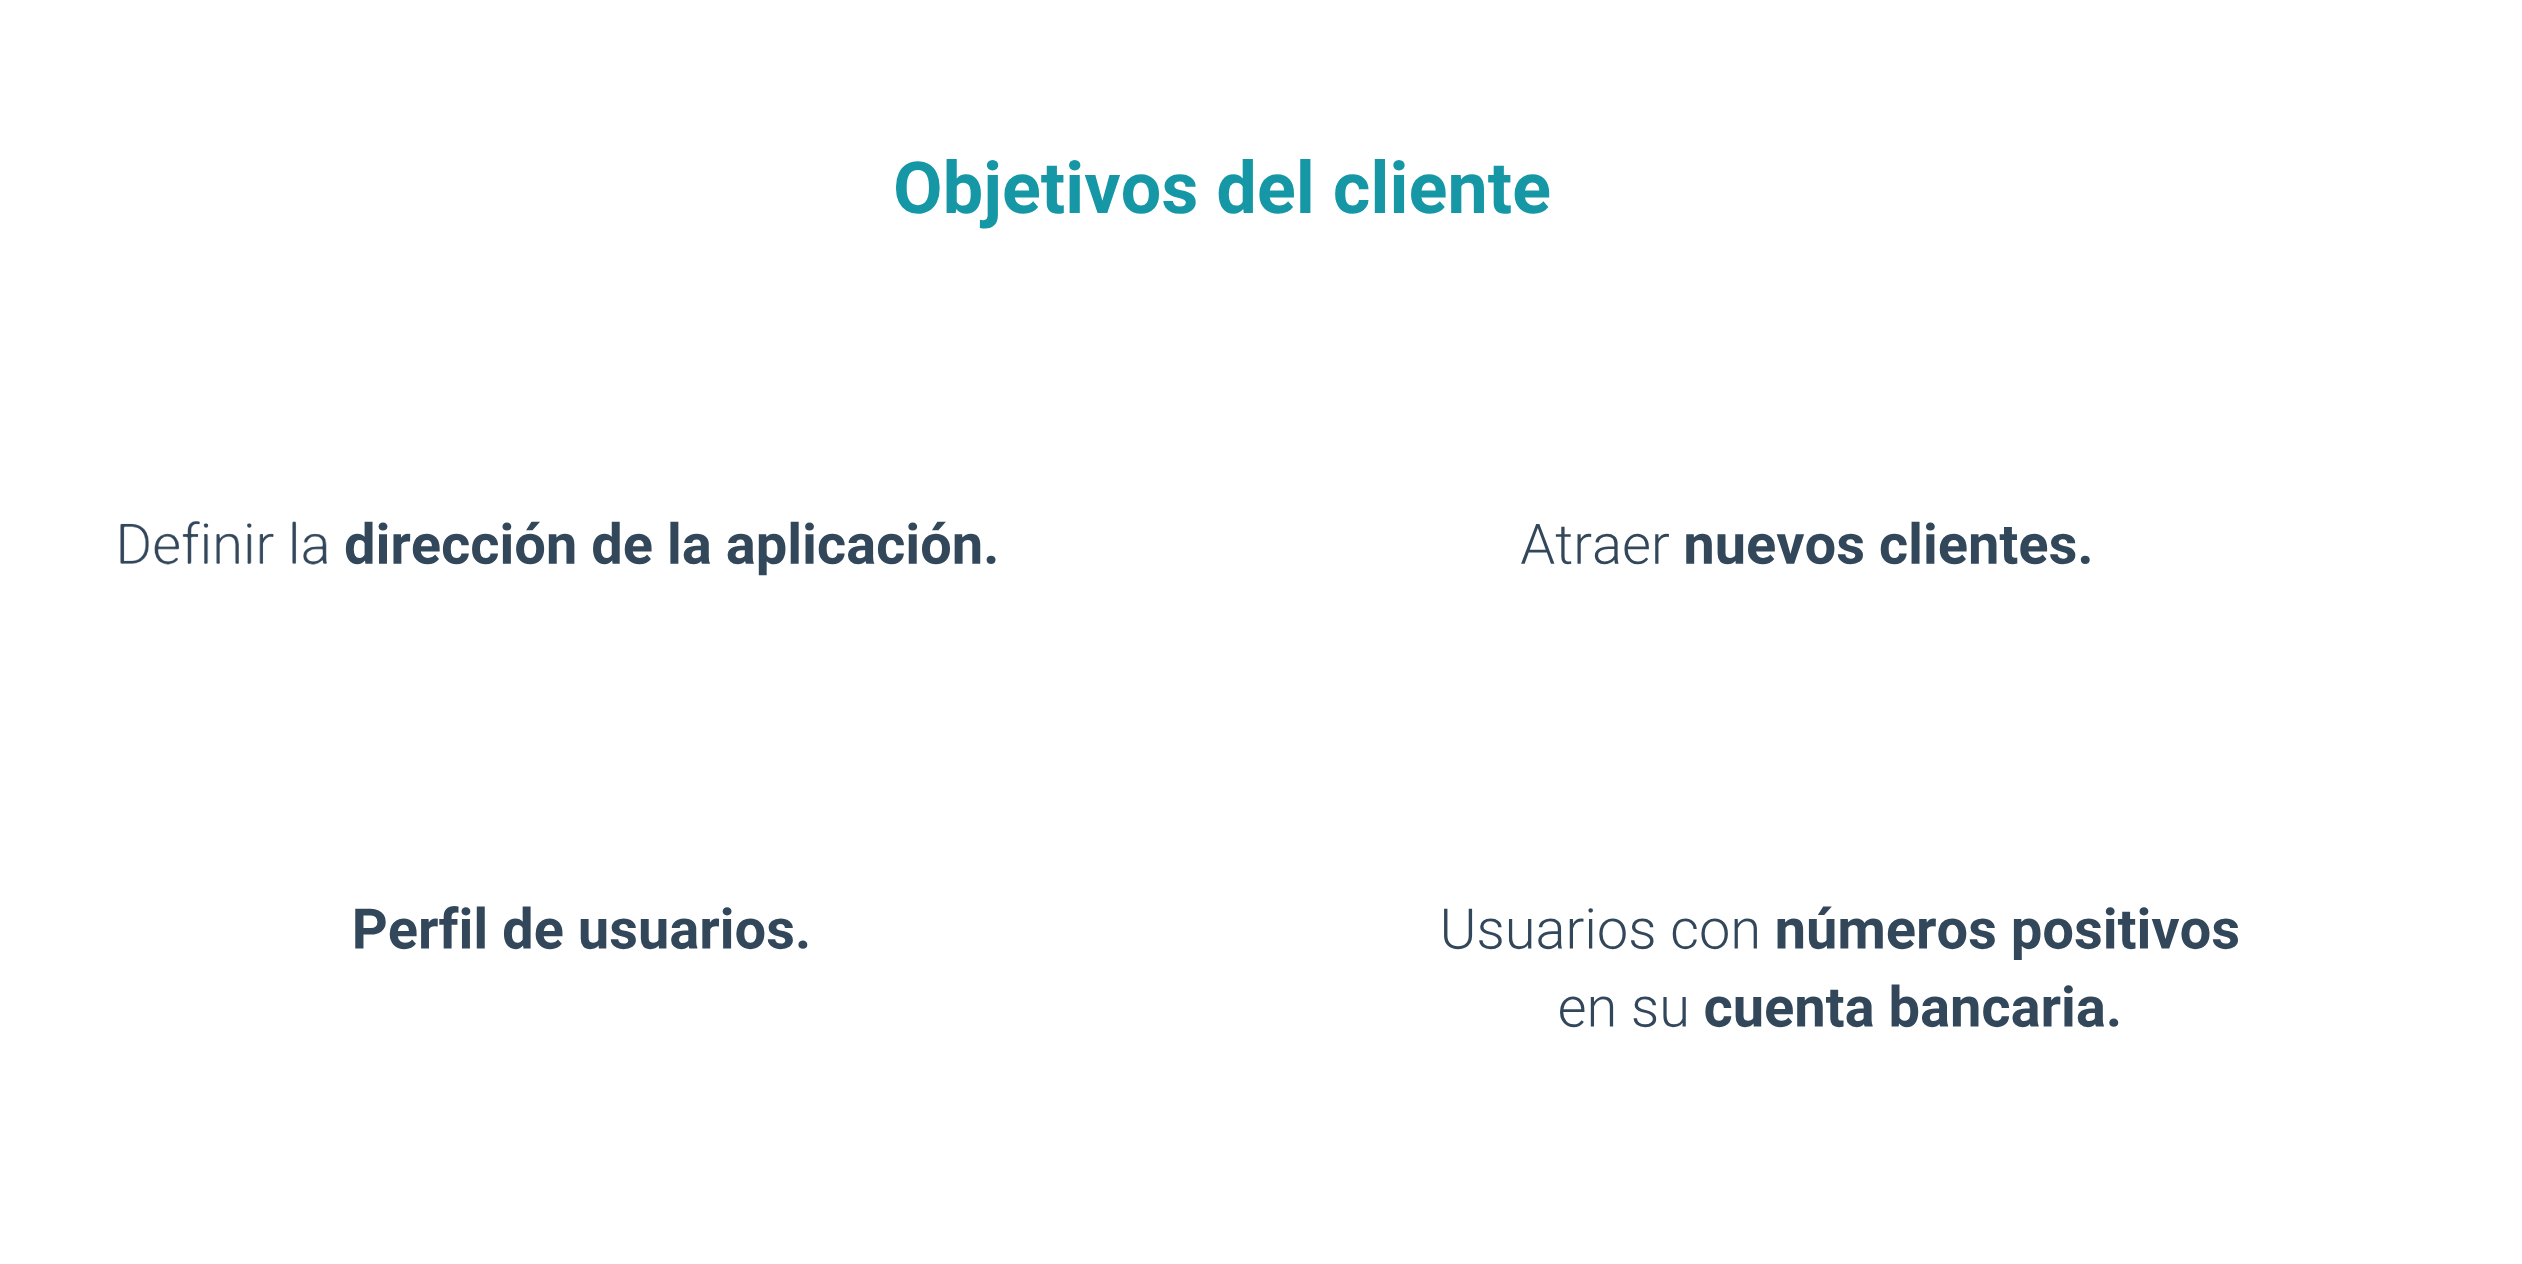 Objetivos del cliente
Definir la dirección de la aplicación.
Atraer nuevos clientes.
Perfil de usuarios.
Usuarios con números positivos
en su cuenta bancaria.